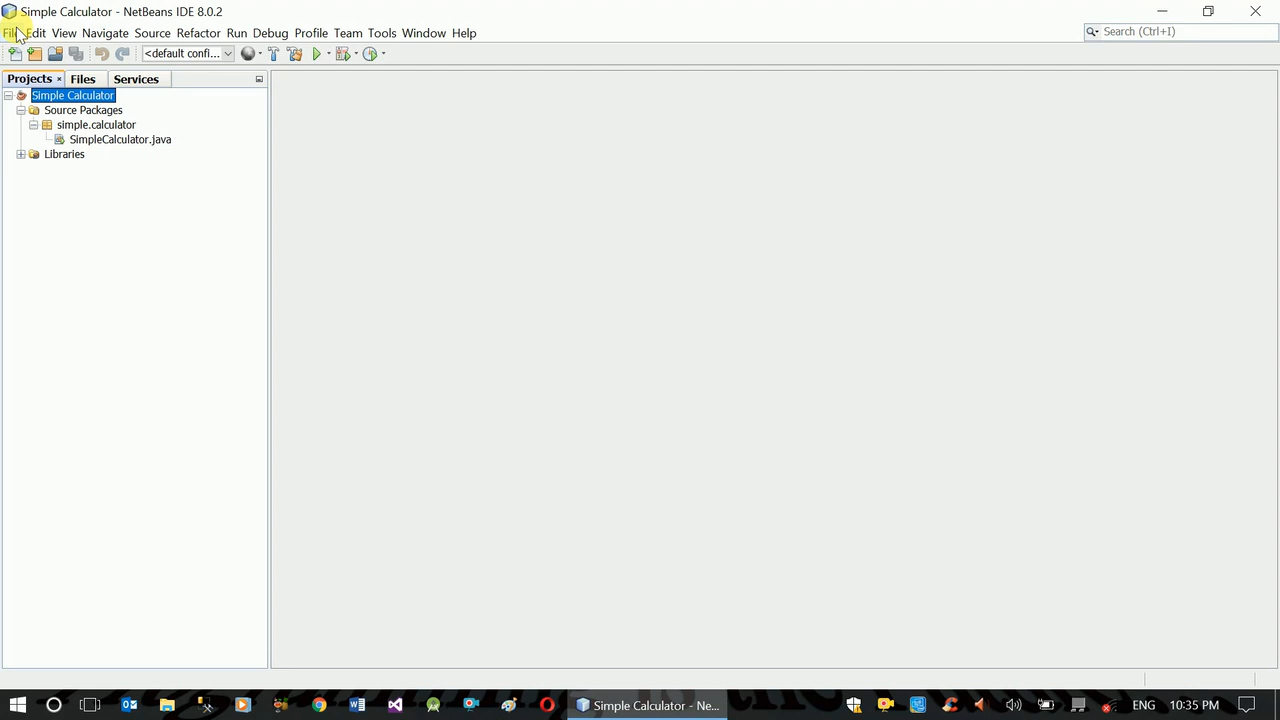 Simple Calculator - NetBeans IDE 8.0.2
File Edit View Navigate Source Refactor Run Debug Profile Team Tools Window Help
Search (Ctrl+I)
<default confi...
Projects Files Services
Simple Calculator
Source Packages
simple.calculator
SimpleCalculator.java
Libraries
Simple Calculator - Ne...
ENG
10:35 PM